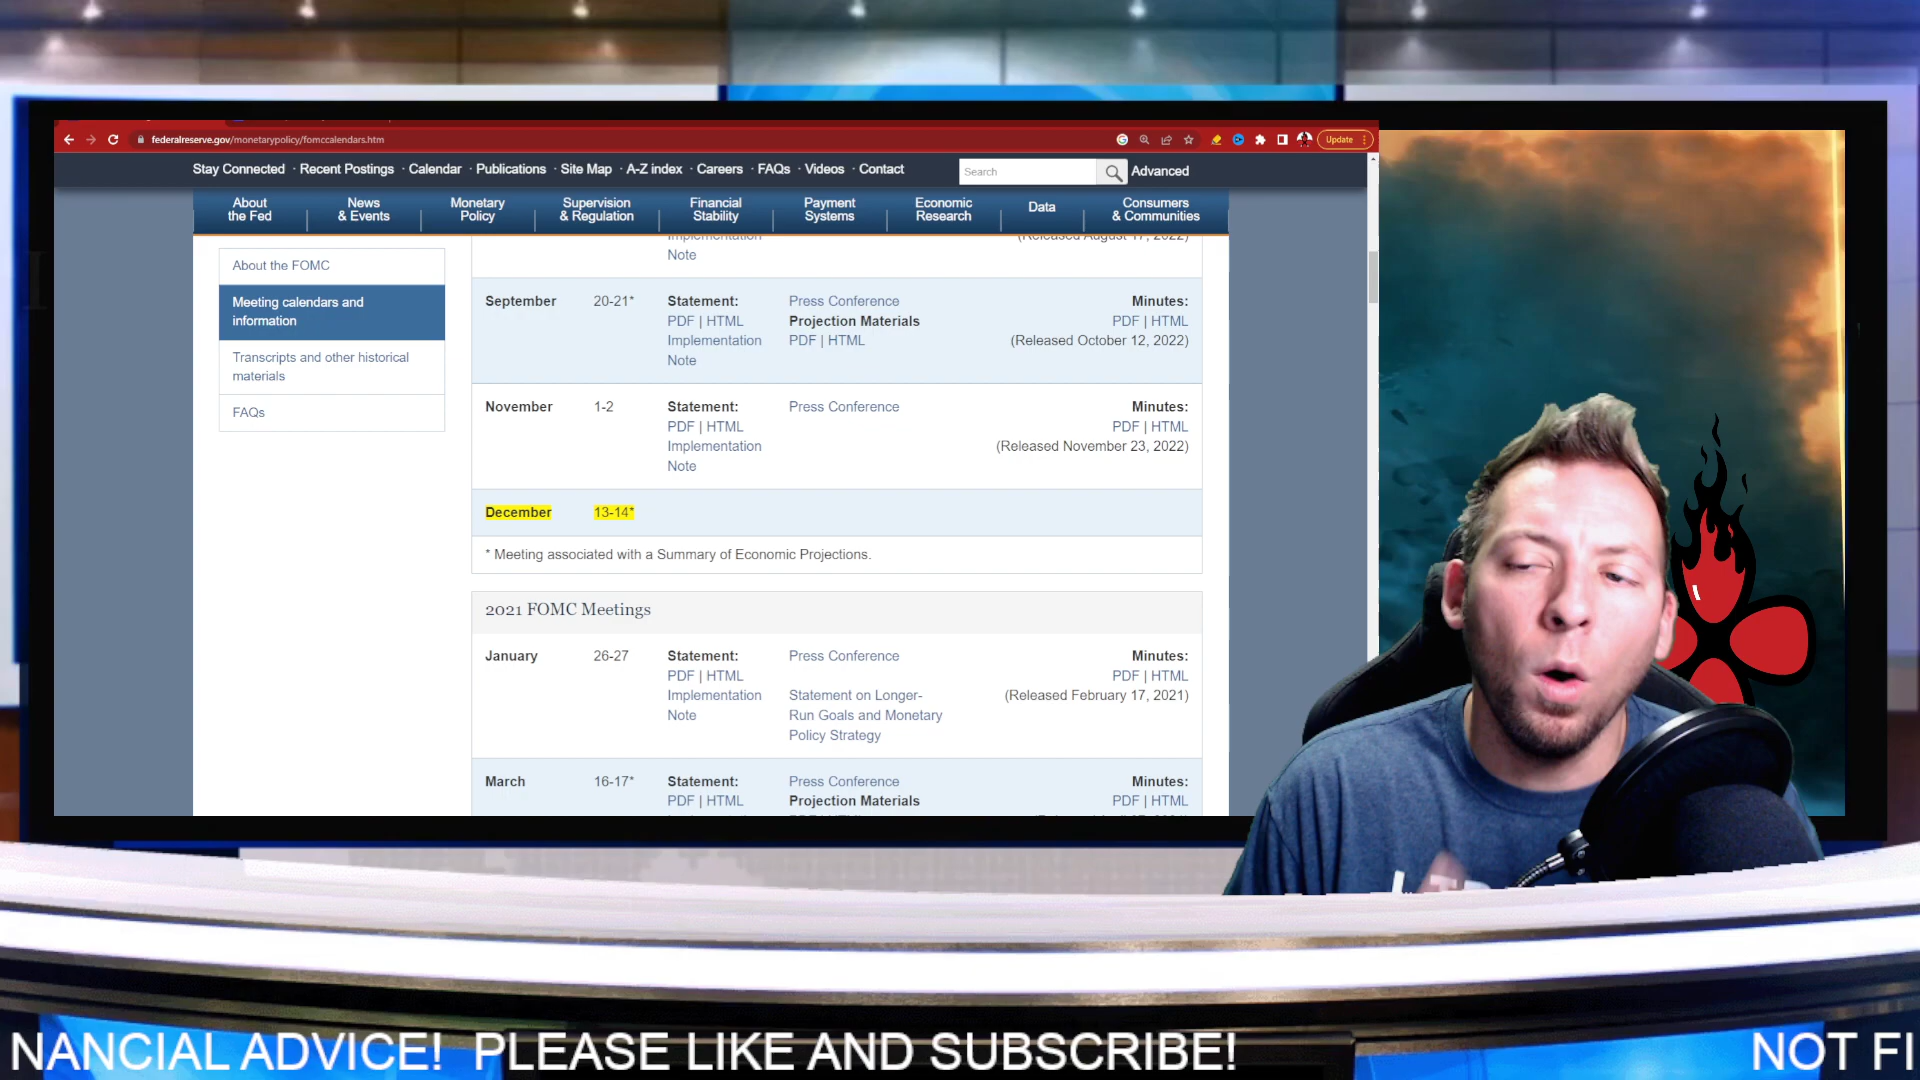 federalreserve.gov/monetarypolicy/fomccalendars.htm
Update
Stay Connected · Recent Postings · Calendar · Publications · Site Map · A-Z index · Careers · FAQs · Videos · Contact
Search
Advanced
About the Fed
News & Events
Monetary Policy
Supervision & Regulation
Financial Stability
Payment Systems
Economic Research
Data
Consumers & Communities
About the FOMC
Meeting calendars and
information
Transcripts and other historical
materials
FAQs
Implementation
Note
(Released August 17, 2022)
September 20-21* Statement: Press Conference Minutes:
PDF | HTML Projection Materials PDF | HTML
Implementation PDF | HTML (Released October 12, 2022)
Note
November 1-2 Statement: Press Conference Minutes:
PDF | HTML PDF | HTML
Implementation (Released November 23, 2022)
Note
December 13-14*
* Meeting associated with a Summary of Economic Projections.
2021 FOMC Meetings
January 26-27 Statement: Press Conference Minutes:
PDF | HTML PDF | HTML
Implementation Statement on Longer- (Released February 17, 2021)
Note Run Goals and Monetary
Policy Strategy
March 16-17* Statement: Press Conference Minutes:
PDF | HTML Projection Materials PDF | HTML
NANCIAL ADVICE! PLEASE LIKE AND SUBSCRIBE! NOT FI